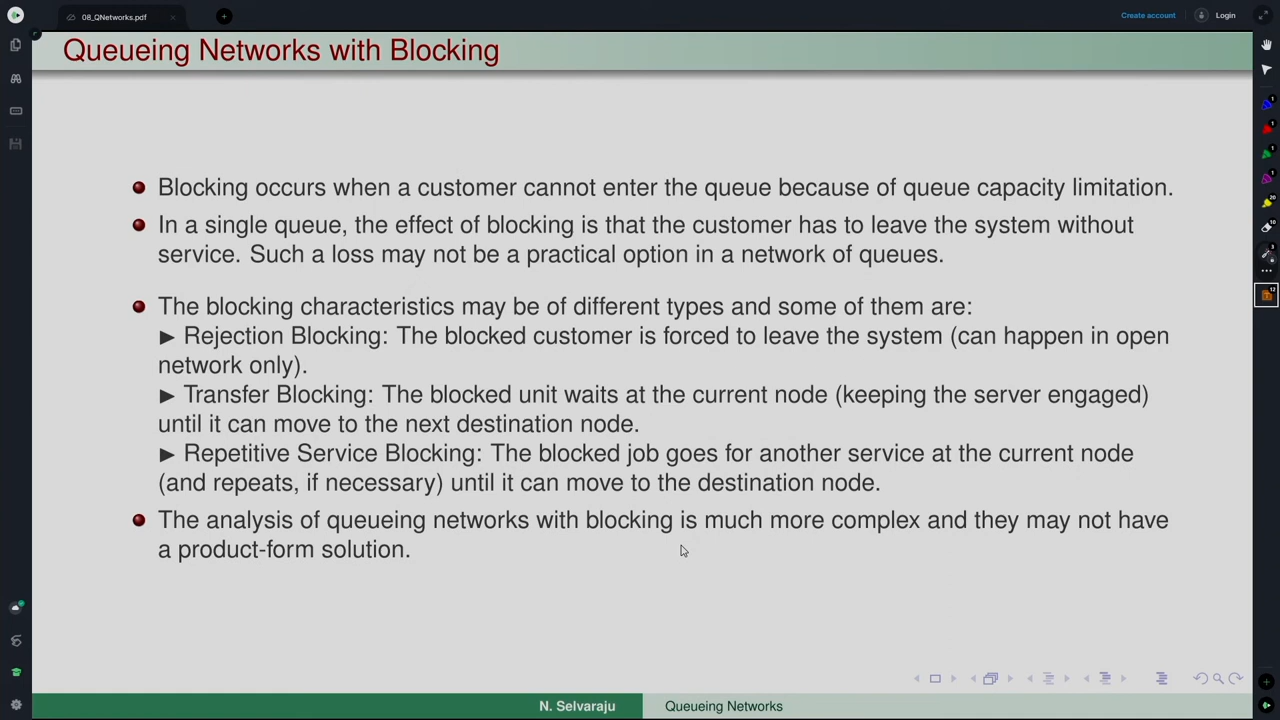 08_QNetworks.pdf
Create account
Login
Queueing Networks with Blocking
Blocking occurs when a customer cannot enter the queue because of queue capacity limitation.
In a single queue, the effect of blocking is that the customer has to leave the system without
service. Such a loss may not be a practical option in a network of queues.
The blocking characteristics may be of different types and some of them are:
▶ Rejection Blocking: The blocked customer is forced to leave the system (can happen in open
network only).
▶ Transfer Blocking: The blocked unit waits at the current node (keeping the server engaged)
until it can move to the next destination node.
▶ Repetitive Service Blocking: The blocked job goes for another service at the current node
(and repeats, if necessary) until it can move to the destination node.
The analysis of queueing networks with blocking is much more complex and they may not have
a product-form solution.
N. Selvaraju
Queueing Networks